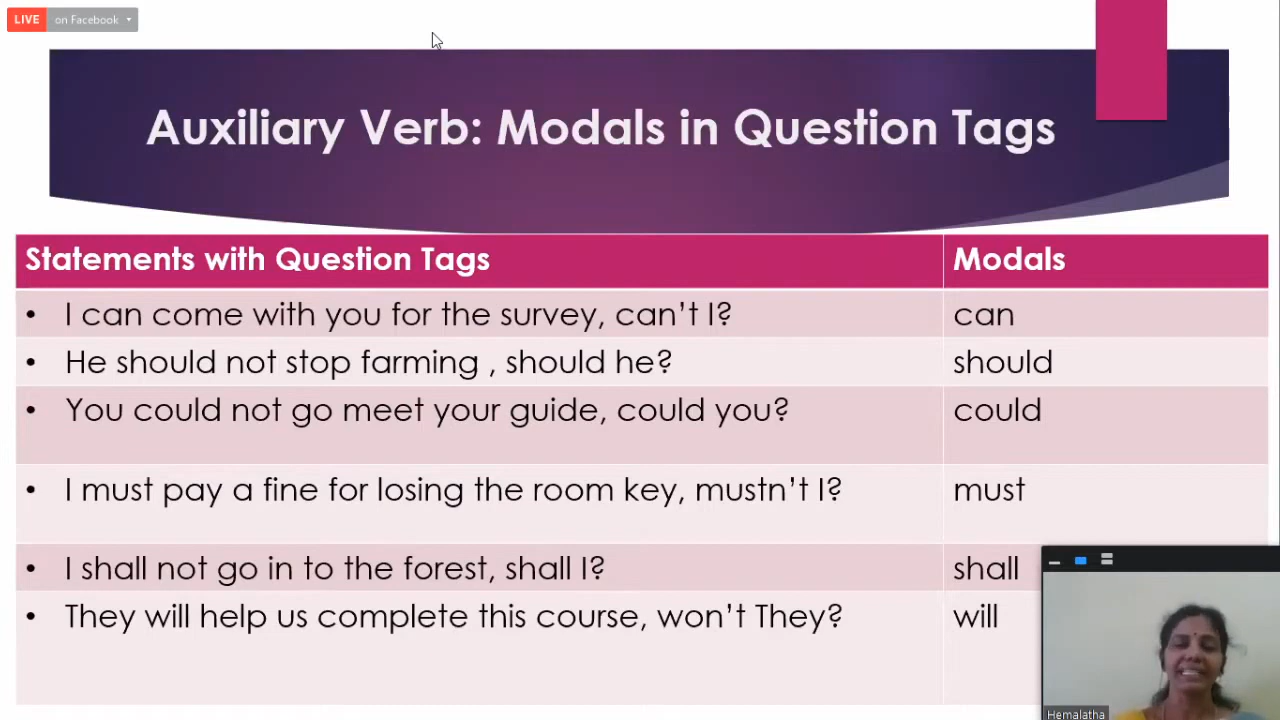 LIVE on Facebook
Auxiliary Verb: Modals in Question Tags
Statements with Question Tags Modals
• I can come with you for the survey, can’t I? can
• He should not stop farming , should he? should
• You could not go meet your guide, could you? could
• I must pay a fine for losing the room key, mustn’t I? must
• I shall not go in to the forest, shall I? shall
• They will help us complete this course, won’t They? will
Hemalatha